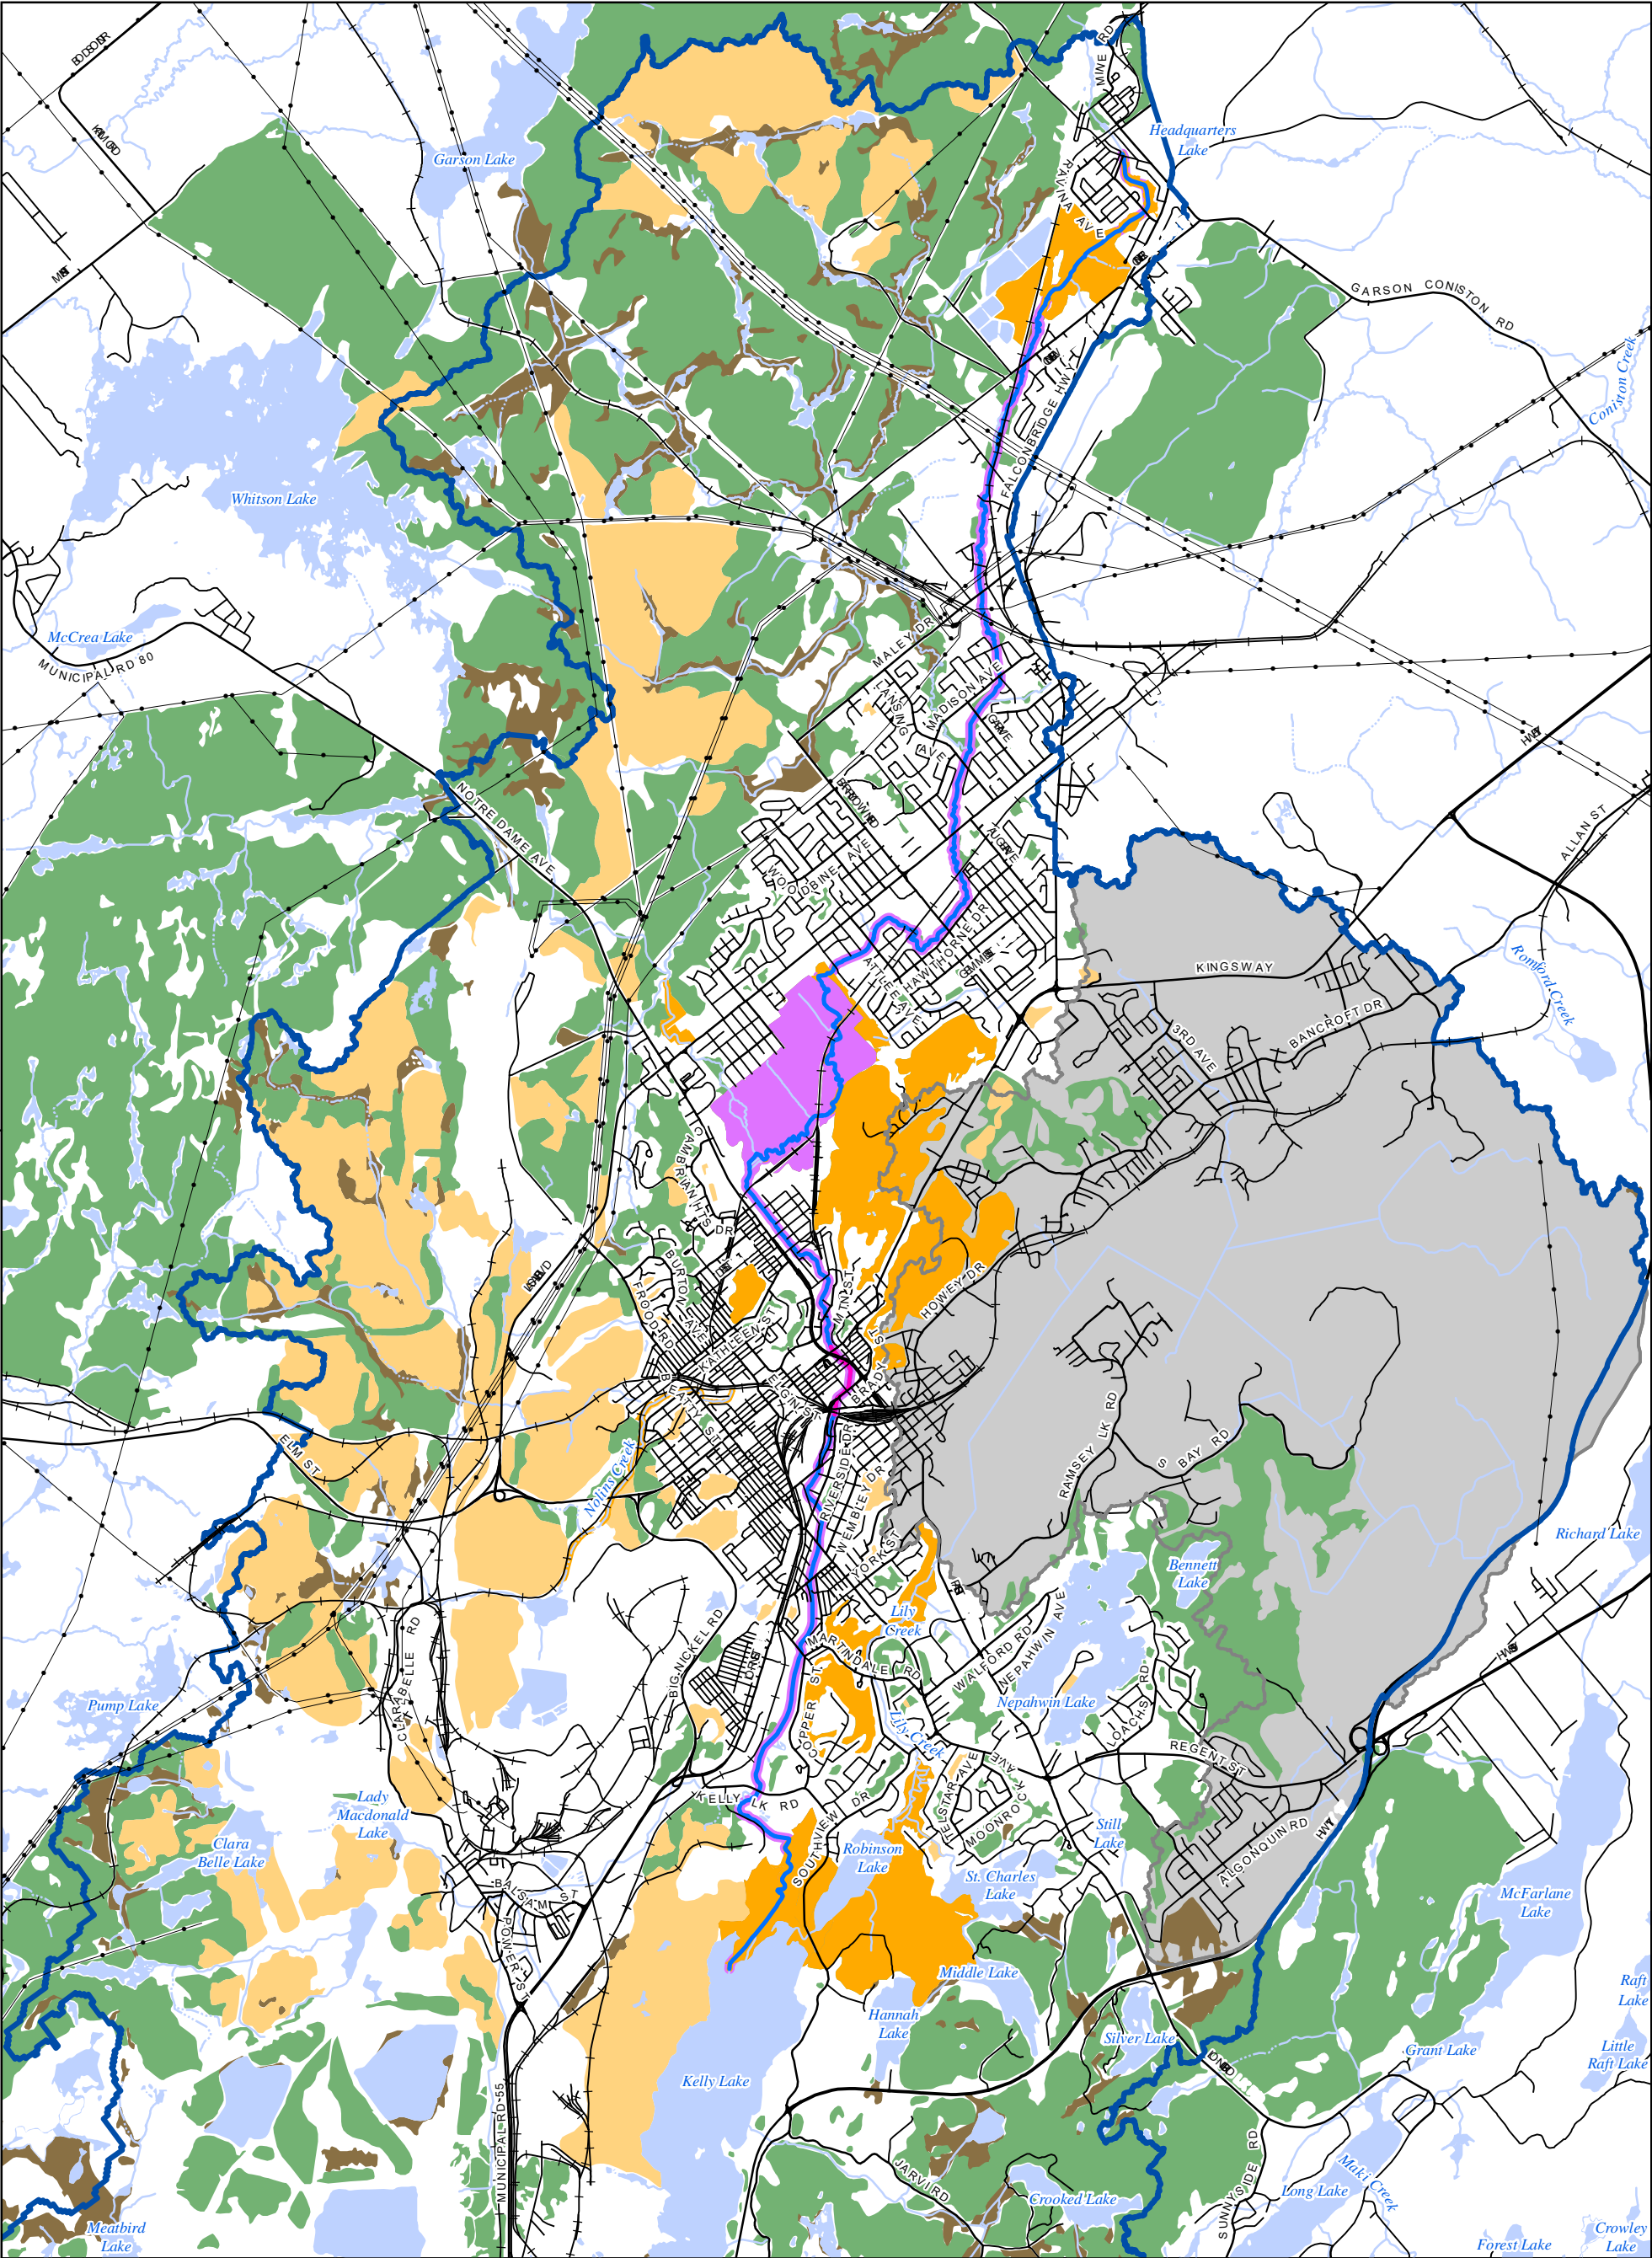 MINE RD
Headquarters
Lake
Garson Lake
RAVINA AVE
GARSON CONISTON RD
Coniston Creek
FALCONBRIDGE HWY
Whitson Lake
McCrea Lake
MUNICIPAL RD 80
MALEY DR
MADISON AVE
LANSING AVE
NOTRE DAME AVE
WOODBINE AVE
ALLAN ST
HAWTHORNE DR
ATTLEE AVE
KINGSWAY
Romford Creek
3RD AVE
BANCROFT DR
CAMBRIAN HTS DR
BURTON AVE
FROOD RD
KATHLEEN ST
MTN ST
HOWEY DR
BEATTY ST
ELGIN ST
BRADY ST
ELM ST
Nolins Creek
RIVERSIDE DR
WEMBLEY DR
YORK ST
RAMSEY LK RD
S BAY RD
Richard Lake
Bennett
Lake
Lily
Creek
MARTINDALE RD
WALFORD RD
NEPAHWIN AVE
BIG NICKEL RD
CLARABELLE RD
Pump Lake
COPPER ST
Lily Creek
Nepahwin Lake
LOACHS RD
REGENT ST
KELLY LK RD
SOUTHVIEW DR
TELSTAR AVE
MOONROCK AVE
Lady
Macdonald
Lake
Clara
Belle Lake
Robinson
Lake
Still
Lake
St. Charles
Lake
ALGONQUIN RD
McFarlane
Lake
BALSAM ST
POWER ST
Middle Lake
Hannah
Lake
Raft
Lake
Silver Lake
Grant Lake
Little
Raft Lake
Kelly Lake
MUNICIPAL RD 55
JARVI RD
Crooked Lake
SUNNYSIDE RD
Long Lake
Maki Creek
Meatbird
Lake
Forest Lake
Crowley
Lake